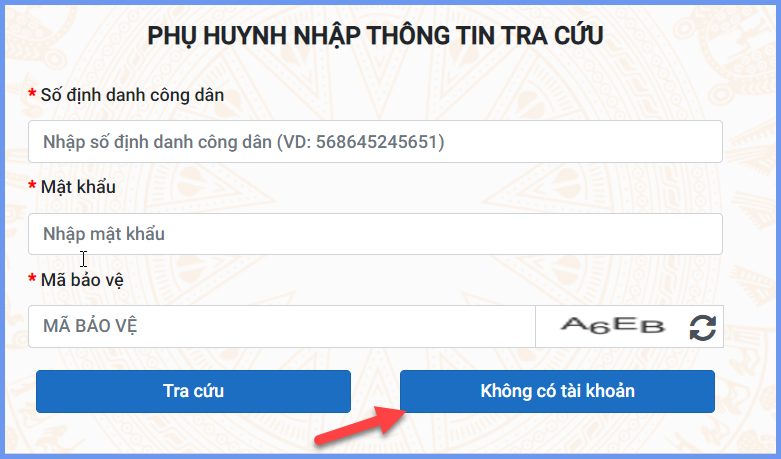 PHỤ HUYNH NHẬP THÔNG TIN TRA CỨU
* Số định danh công dân
Nhập số định danh công dân (VD: 568645245651)
* Mật khẩu
Nhập mật khẩu
* Mã bảo vệ
MÃ BẢO VỆ A6EB
Tra cứu Không có tài khoản